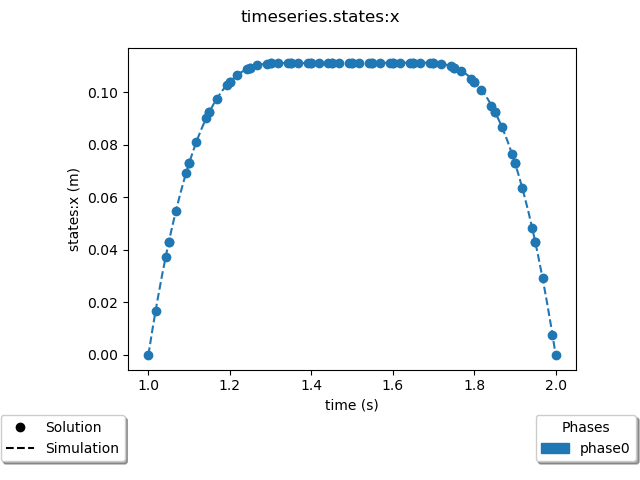 timeseries.states:x
states:x (m)
0.10
0.08
0.06
0.04
0.02
0.00
1.0 1.2 1.4 1.6 1.8 2.0
time (s)
Solution
Simulation
Phases
phase0